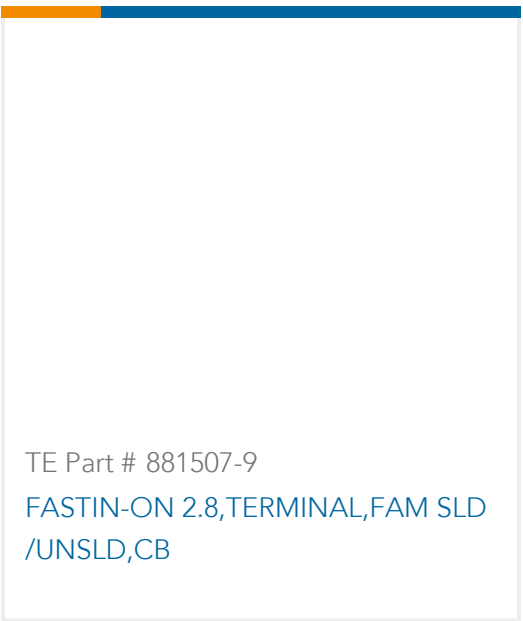 TE Part # 881507-9
FASTIN-ON 2.8,TERMINAL,FAM SLD
/UNSLD,CB